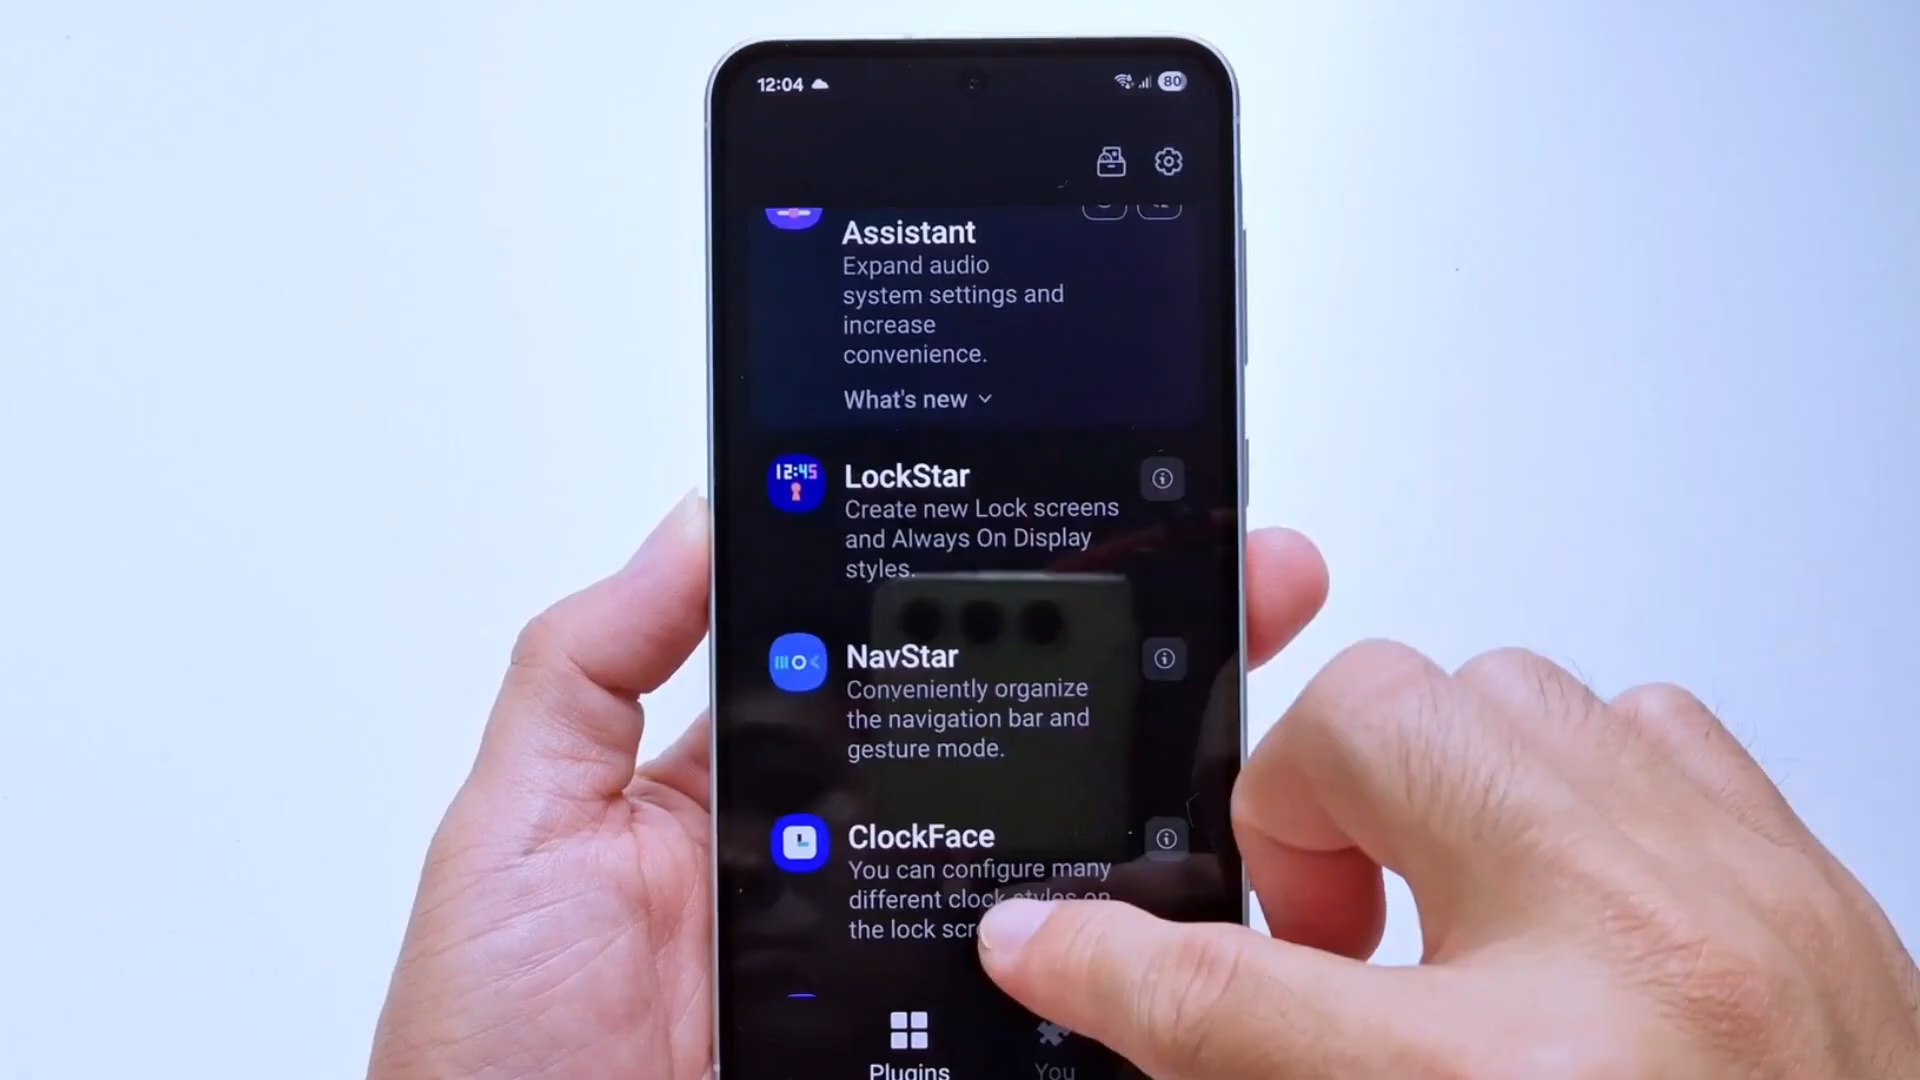 12:04
80
Assistant
Expand audio
system settings and
increase
convenience.
What's new
12:45
LockStar
Create new Lock screens
and Always On Display
styles.
NavStar
Conveniently organize
the navigation bar and
gesture mode.
ClockFace
You can configure many
different clock styles on
the lock
Plugins
You